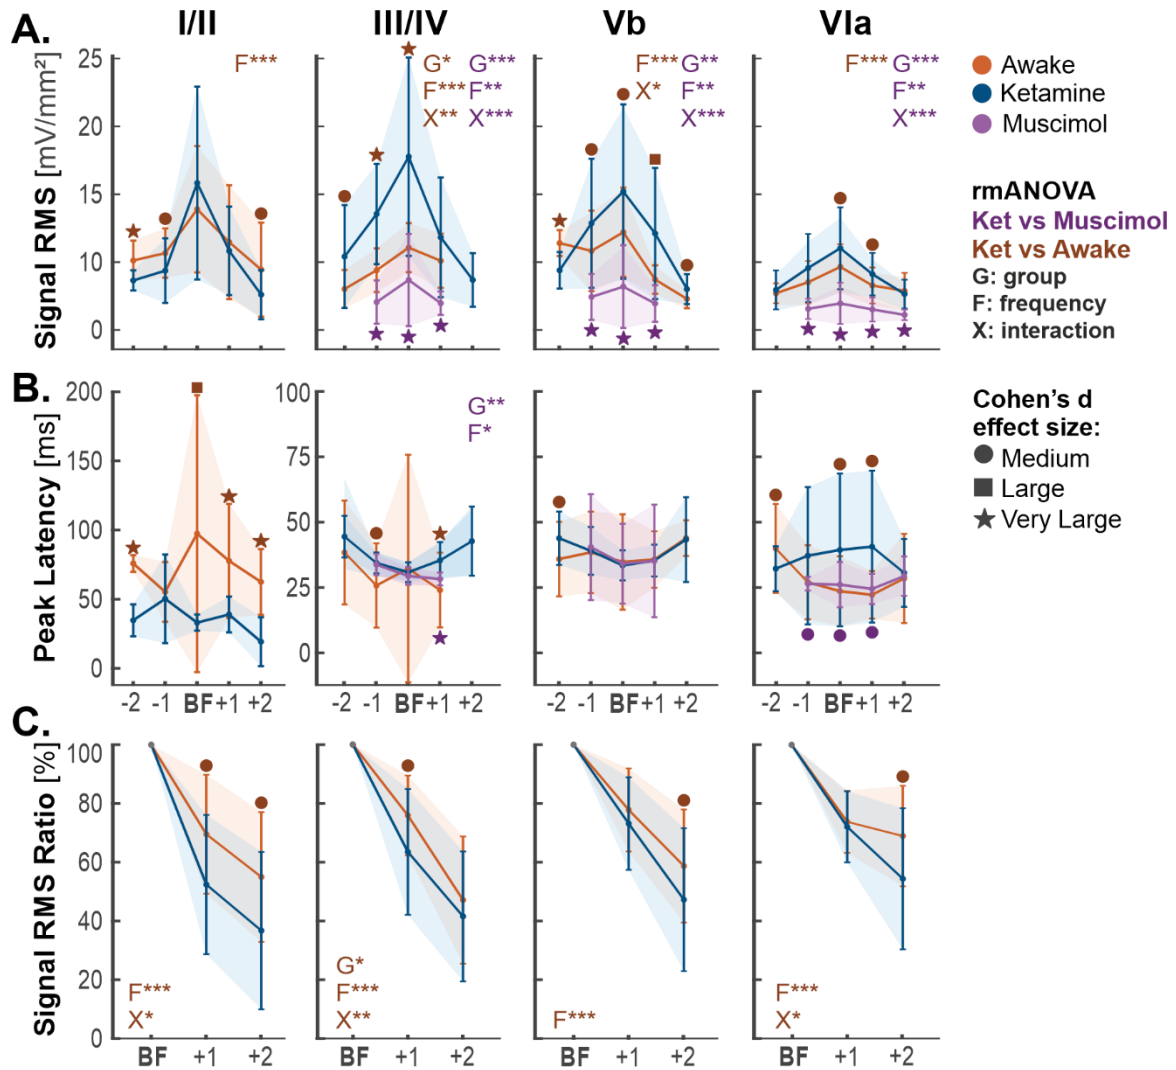 A.
I/II
III/IV
Vb
VIa
Signal RMS [mV/mm²]
25
20
15
10
0
F***
G* G***
F*** F**
X** X***
F*** G**
X* F**
X***
F*** G***
F**
X***
Awake
Ketamine
Muscimol
rmANOVA
Ket vs Muscimol
Ket vs Awake
G: group
F: frequency
X: interaction
B.
Peak Latency [ms]
200
150
100
50
0
100
75
50
25
0
G**
F*
-2 -1 BF +1 +2
-2 -1 BF +1 +2
-2 -1 BF +1 +2
-2 -1 BF +1 +2
Cohen's d
effect size:
Medium
Large
Very Large
C.
Signal RMS Ratio [%]
100
80
60
40
20
0
F***
X*
G*
F***
X**
F***
F***
X*
BF +1 +2
BF +1 +2
BF +1 +2
BF +1 +2